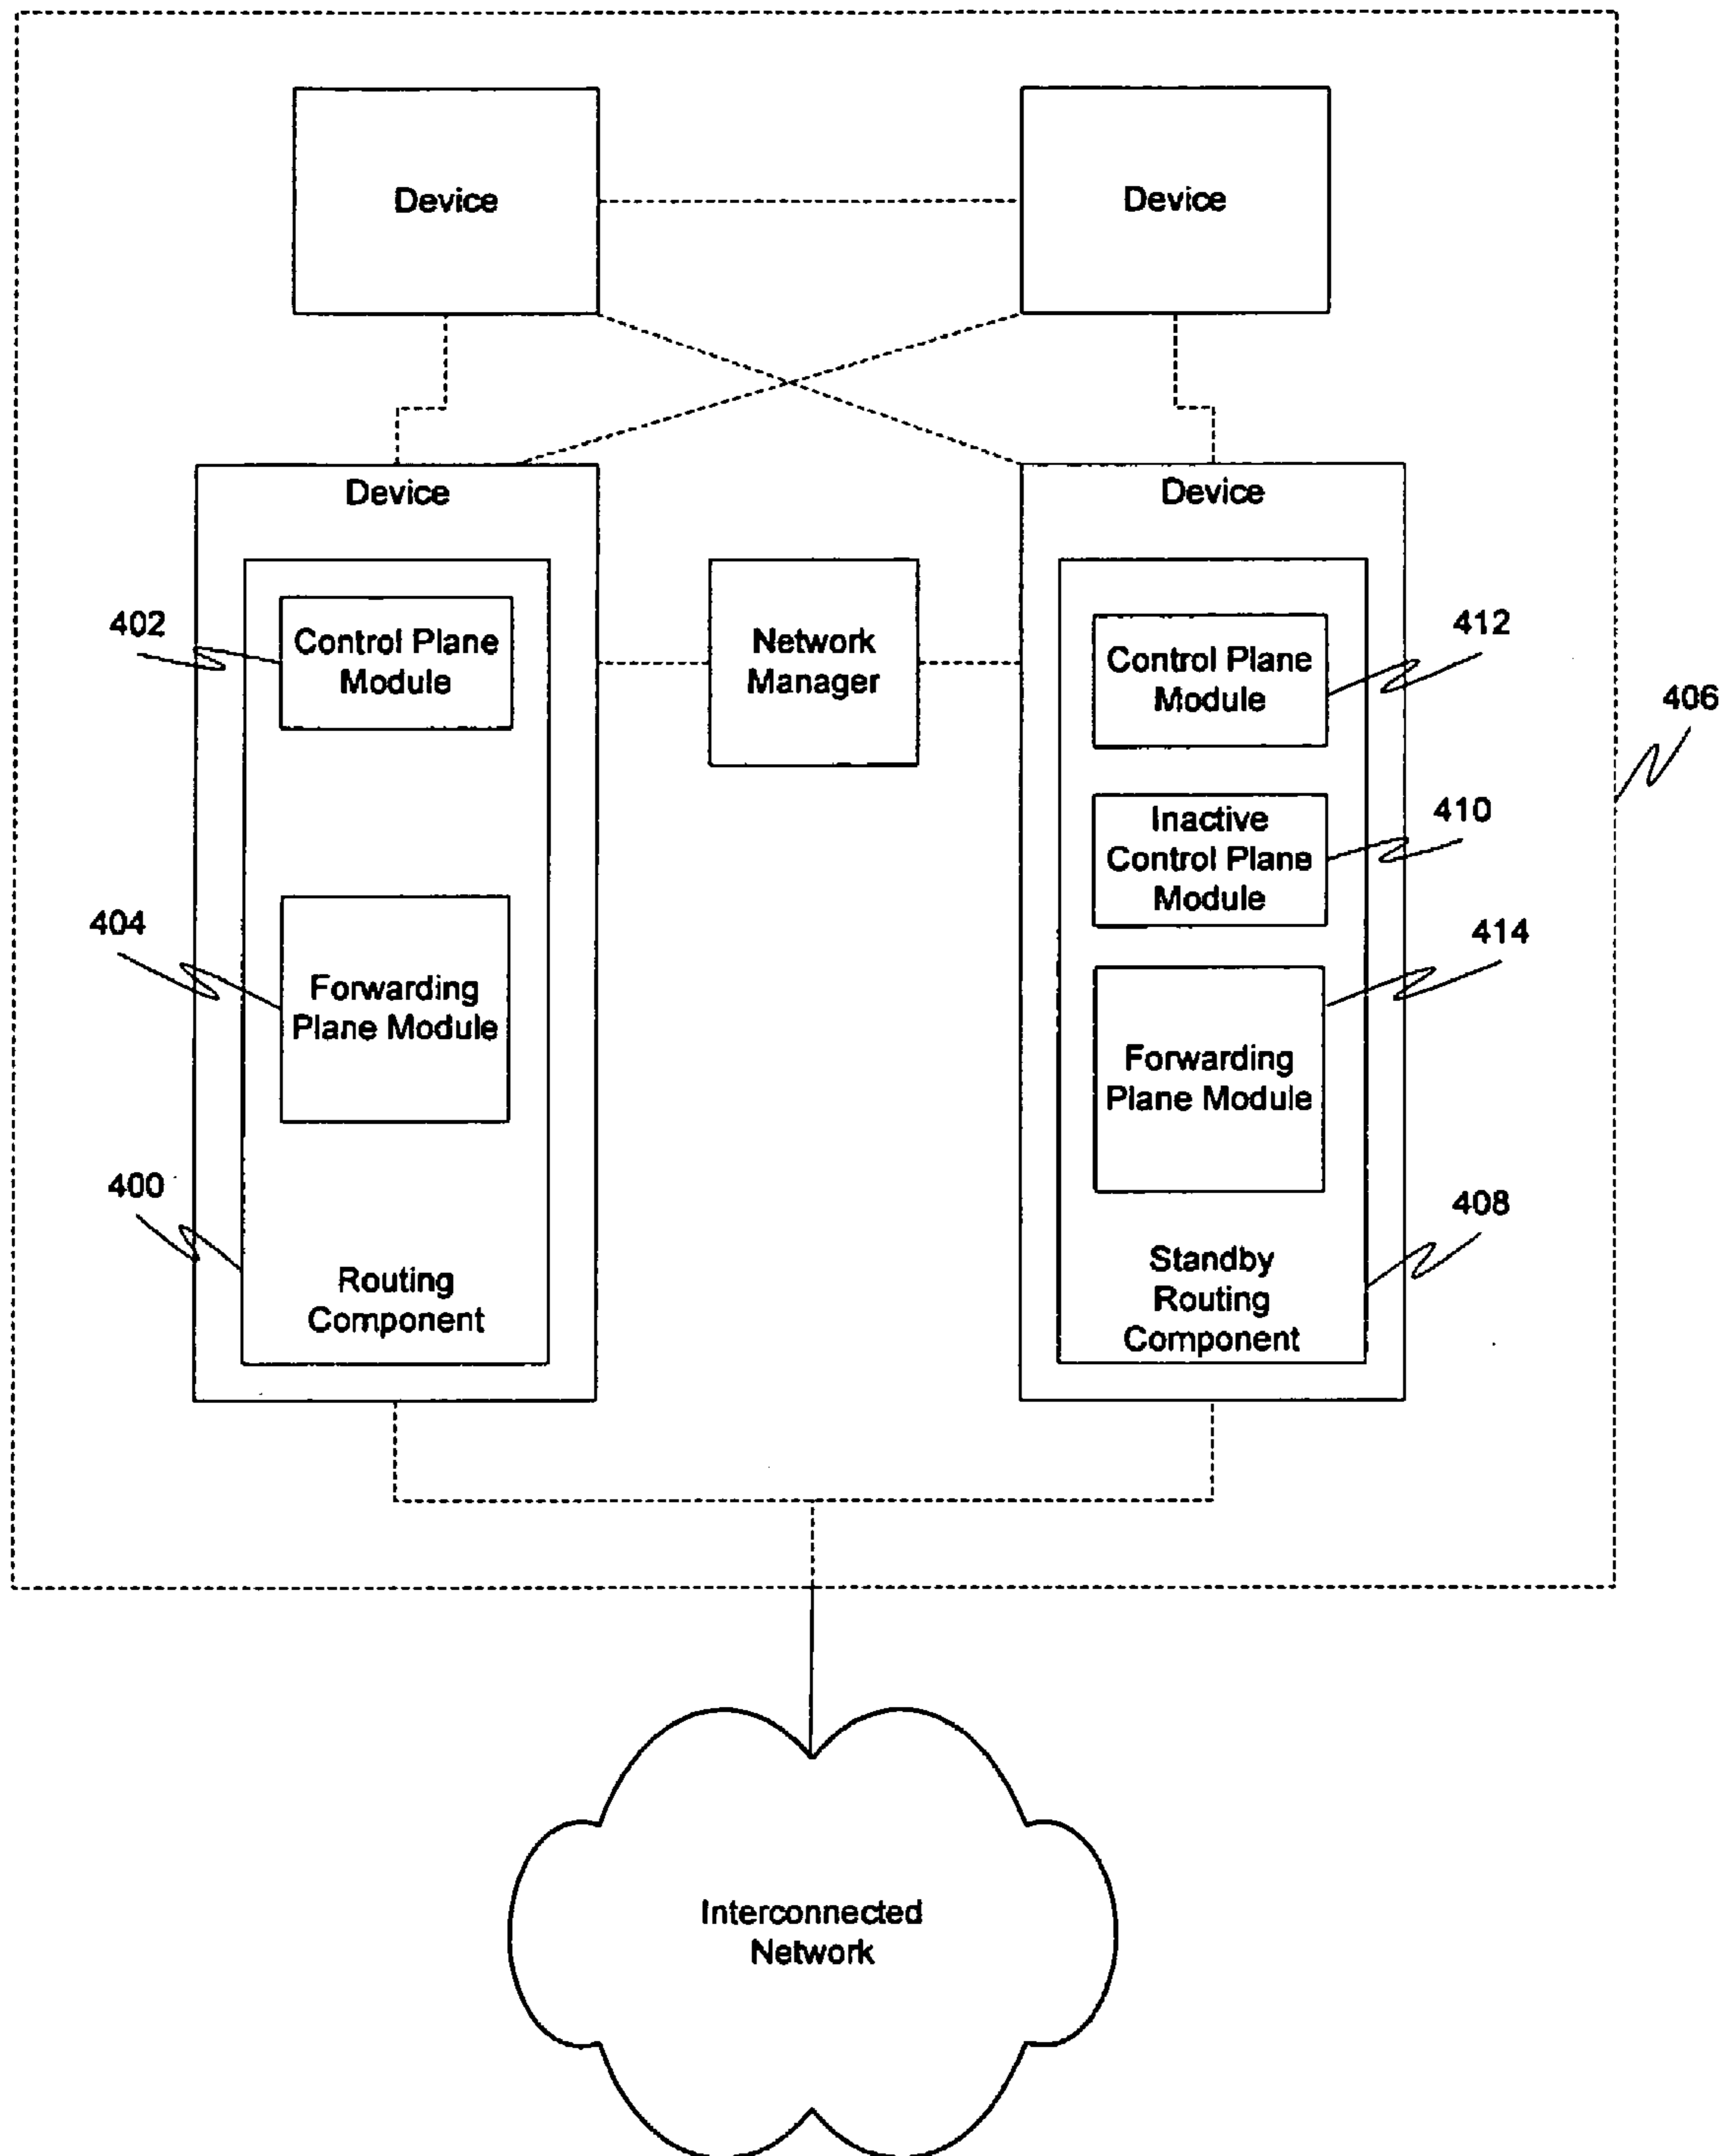 Device
Device
Device
Device
402
Control Plane
Module
Network
Manager
Control Plane
Module
412
406
Inactive
Control Plane
Module
410
404
Forwarding
Plane Module
414
Forwarding
Plane Module
400
Routing
Component
408
Standby
Routing
Component
Interconnected
Network